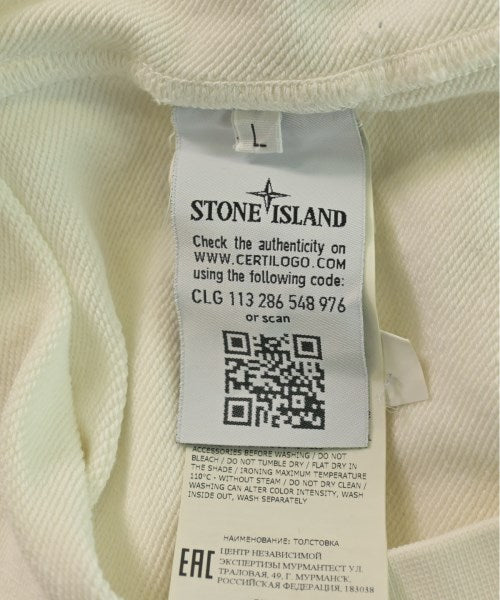 L
STONE ISLAND
Check the authenticity on
WWW.CERTILOGO.COM
using the following code:
CLG 113 286 548 976
or scan
ACCESSORIES BEFORE WASHING / DO NOT
BLEACH / DO NOT TUMBLE DRY / FLAT DRY IN
THE SHADE / IRONING MAXIMUM TEMPERATURE
110°C - WITHOUT STEAM / DO NOT DRY CLEAN /
WASHING CAN ALTER COLOR INTENSITY, WASH
INSIDE OUT, WASH SEPARATELY
НАИМЕНОВАНИЕ: ТОЛСТОВКА
EAC
ЦЕНТР НЕЗАВИСИМОЙ
ЭКСПЕРТИЗЫ МУРМАНТЕСТ УЛ.
ТРАЛОВАЯ, 49, Г. МУРМАНСК,
РОССИЙСКАЯ ФЕДЕРАЦИЯ, 183038